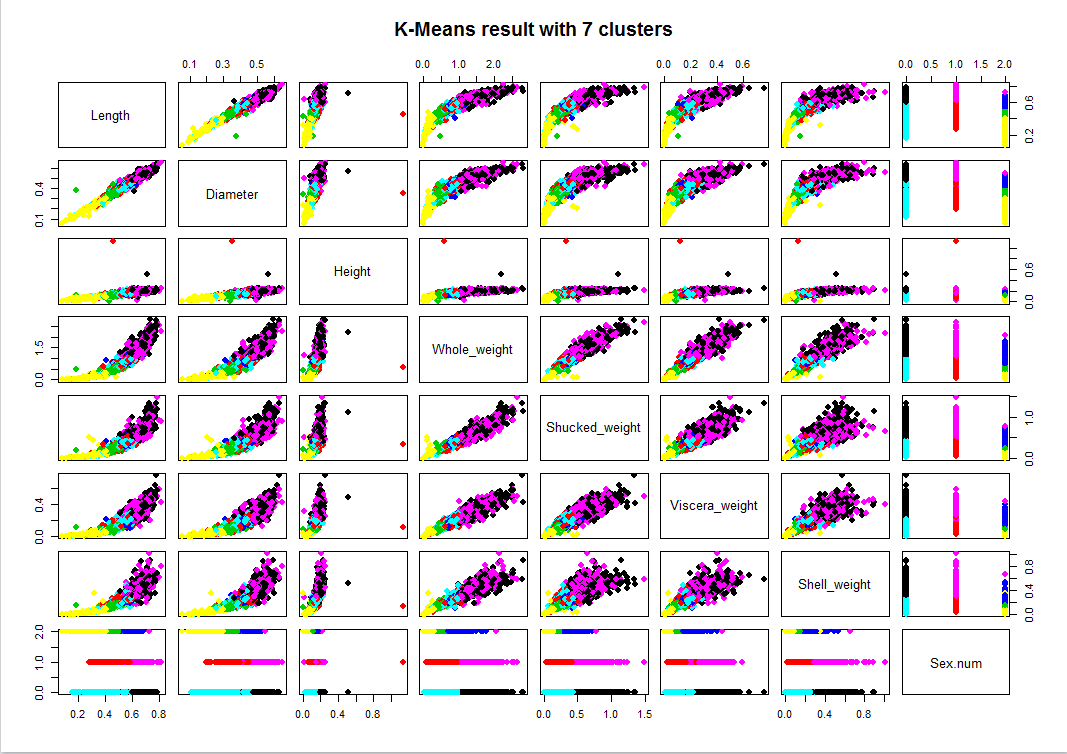 K-Means result with 7 clusters
0.1 0.3 0.5
0.0 1.0 2.0
0.0 0.2 0.4 0.6
0.0 0.5 1.0 1.5 2.0
Length
0.2 0.6
Diameter
0.1 0.4
Height
0.0 0.6
Whole_weight
0.0 1.5
Shucked_weight
0.0 1.0
Viscera_weight
0.0 0.4
Shell_weight
0.0 0.4 0.8
Sex.num
0.0 1.0 2.0
0.2 0.4 0.6 0.8
0.0 0.4 0.8
0.0 0.5 1.0 1.5
0.0 0.4 0.8